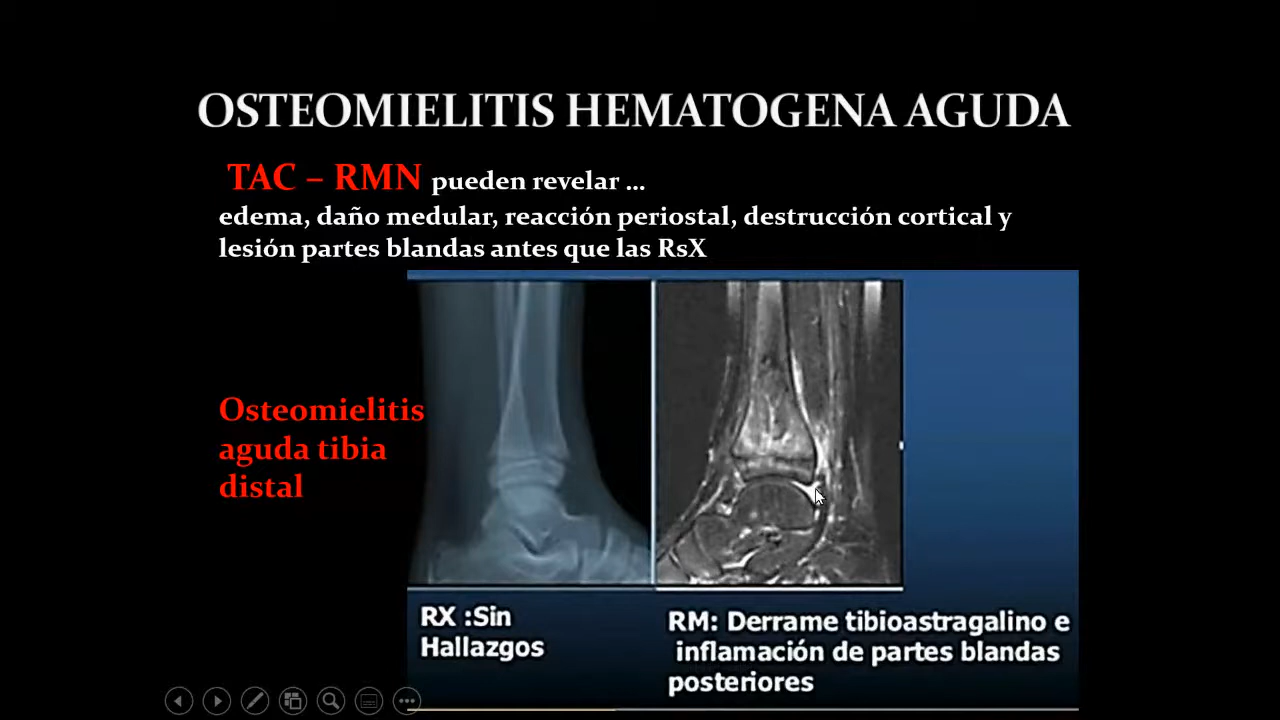 OSTEOMIELITIS HEMATOGENA AGUDA
TAC – RMN pueden revelar ...
edema, daño medular, reacción periostal, destrucción cortical y
lesión partes blandas antes que las RsX
Osteomielitis
aguda tibia
distal
RX :Sin
Hallazgos
RM: Derrame tibioastragalino e
inflamación de partes blandas
posteriores